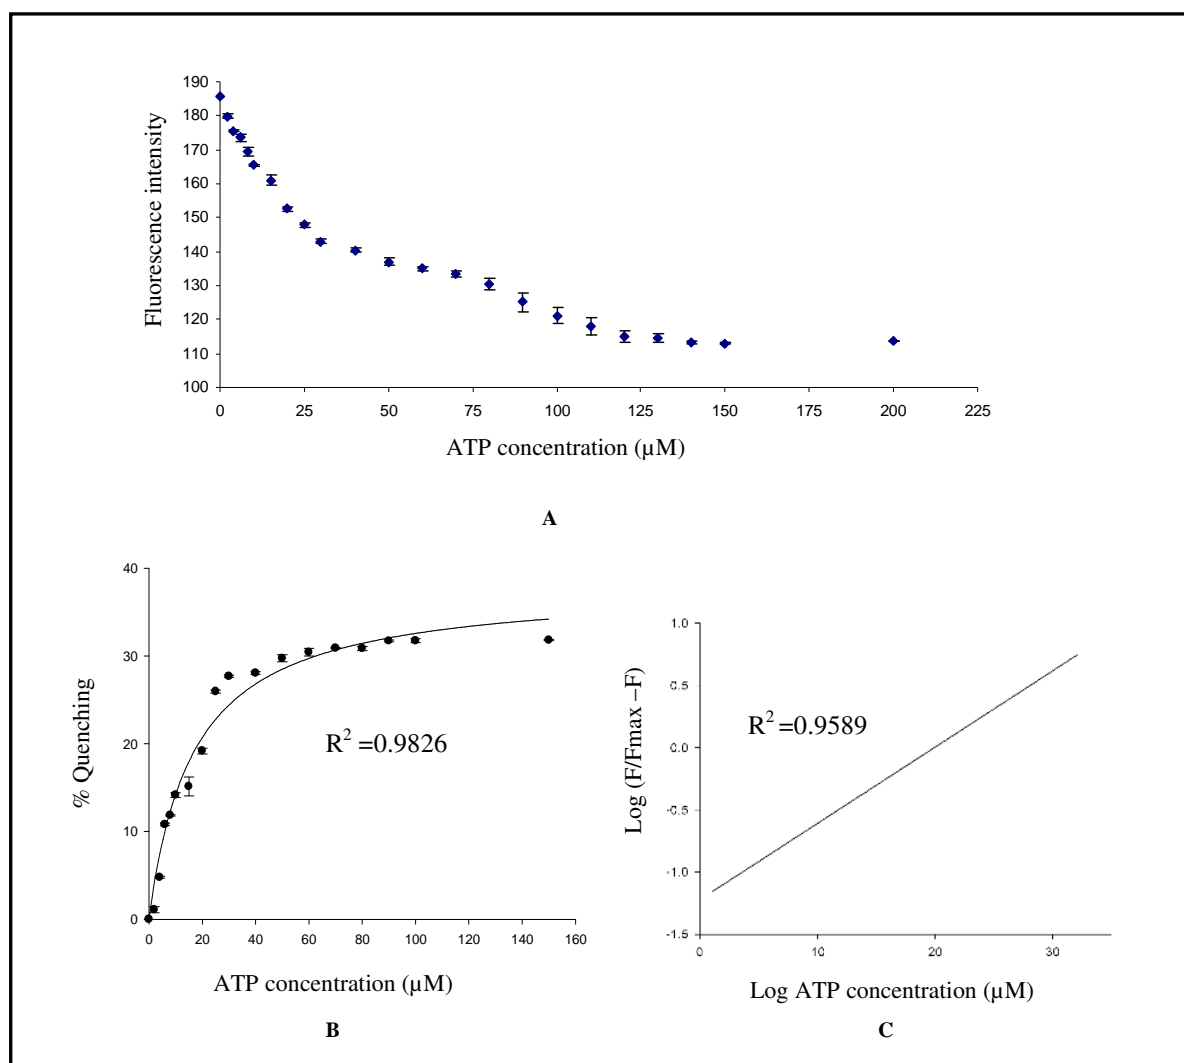 190
180
170
160
150
140
130
120
110
100
Fluorescence intensity
0 25 50 75 100 125 150 175 200 225
ATP concentration (µM)
A
40
30
20
10
0
% Quenching
R² =0.9826
0 20 40 60 80 100 120 140 160
ATP concentration (µM)
B
1.0
0.5
0.0
-0.5
-1.0
-1.5
Log (F/Fmax –F)
R² =0.9589
0 10 20 30
Log ATP concentration (µM)
C